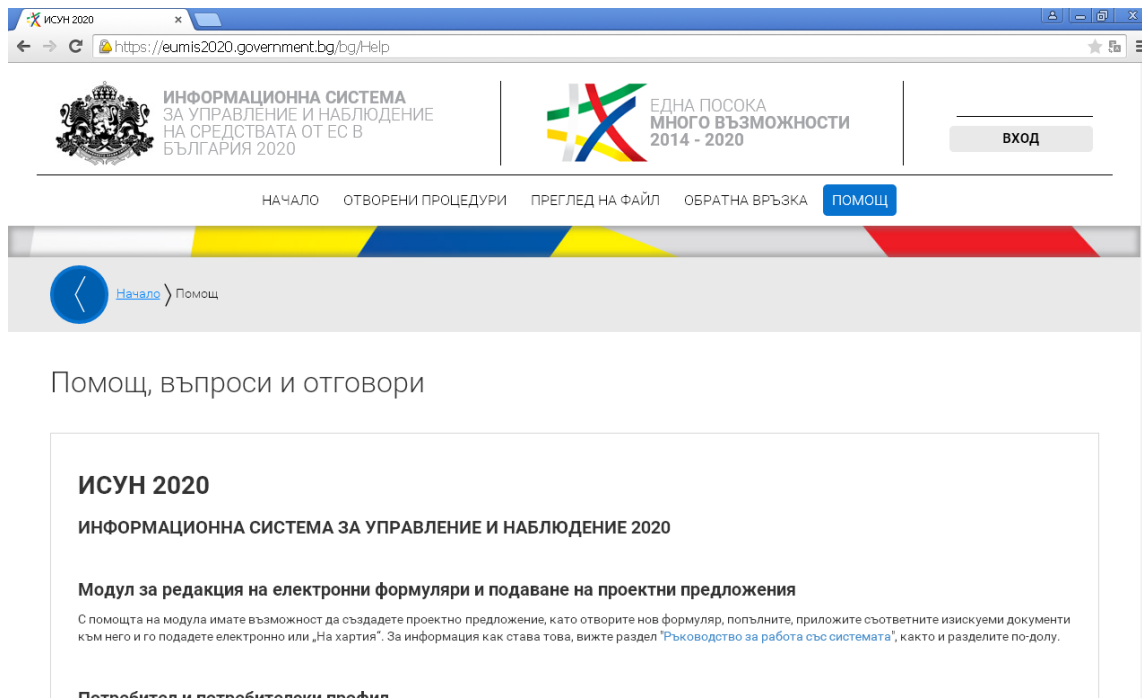 ИСУН 2020
https://eumis2020.government.bg/bg/Help
ИНФОРМАЦИОННА СИСТЕМА
ЗА УПРАВЛЕНИЕ И НАБЛЮДЕНИЕ
НА СРЕДСТВАТА ОТ ЕС В
БЪЛГАРИЯ 2020
ЕДНА ПОСОКА
МНОГО ВЪЗМОЖНОСТИ
2014 - 2020
ВХОД
НАЧАЛО ОТВОРЕНИ ПРОЦЕДУРИ ПРЕГЛЕД НА ФАЙЛ ОБРАТНА ВРЪЗКА ПОМОЩ
Начало Помощ
Помощ, въпроси и отговори
ИСУН 2020
ИНФОРМАЦИОННА СИСТЕМА ЗА УПРАВЛЕНИЕ И НАБЛЮДЕНИЕ 2020
Модул за редакция на електронни формуляри и подаване на проектни предложения
С помощта на модула имате възможност да създадете проектно предложение, като отворите нов формуляр, попълните, приложите съответните изискуеми документи
към него и го подадете електронно или „На хартия“. За информация как става това, вижте раздел "Ръководство за работа със системата", както и разделите по-долу.
Потребител и потребителски профил